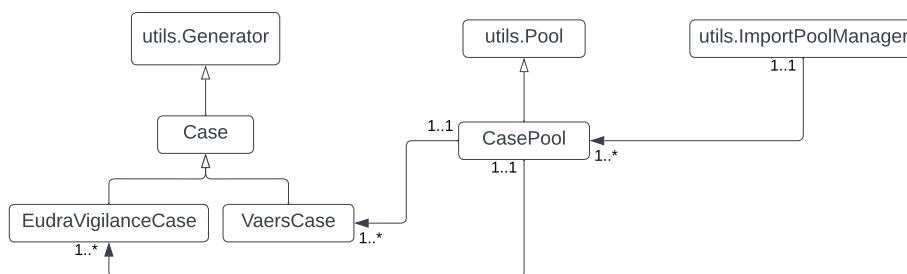 utils.Generator
utils.Pool
utils.ImportPoolManager
1..1
Case
1..1
CasePool
1..*
1..1
EudraVigilanceCase
VaersCase
1..*
1..*